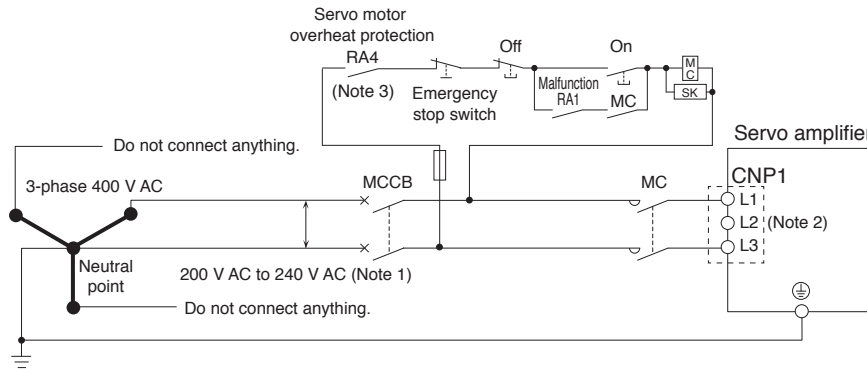 Servo motor
overheat protection
RA4
(Note 3)
Emergency
stop switch
Off
On
Malfunction
RA1
MC
M
C
SK
Servo amplifier
Do not connect anything.
3-phase 400 V AC
MCCB
MC
CNP1
L1
L2 (Note 2)
L3
Neutral
point
200 V AC to 240 V AC (Note 1)
Do not connect anything.